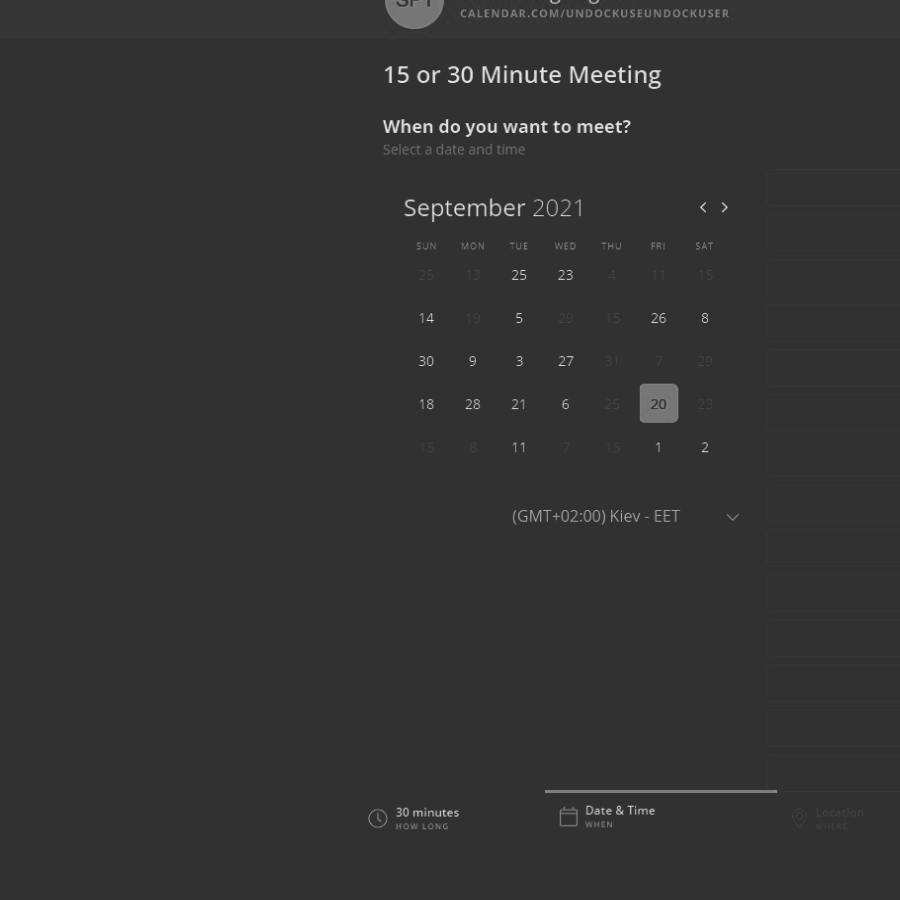 CALENDAR.COM/UNDOCKUSEUNDOCKUSER
15 or 30 Minute Meeting
When do you want to meet?
Select a date and time
September 2021
SUN MON TUE WED THU FRI SAT
25 13 25 23 4 11 15
14 19 5 29 15 26 8
30 9 3 27 31 7 29
18 28 21 6 25 20 23
15 8 11 7 15 1 2
(GMT+02:00) Kiev - EET
30 minutes
HOW LONG
Date & Time
WHEN
Location
WHERE